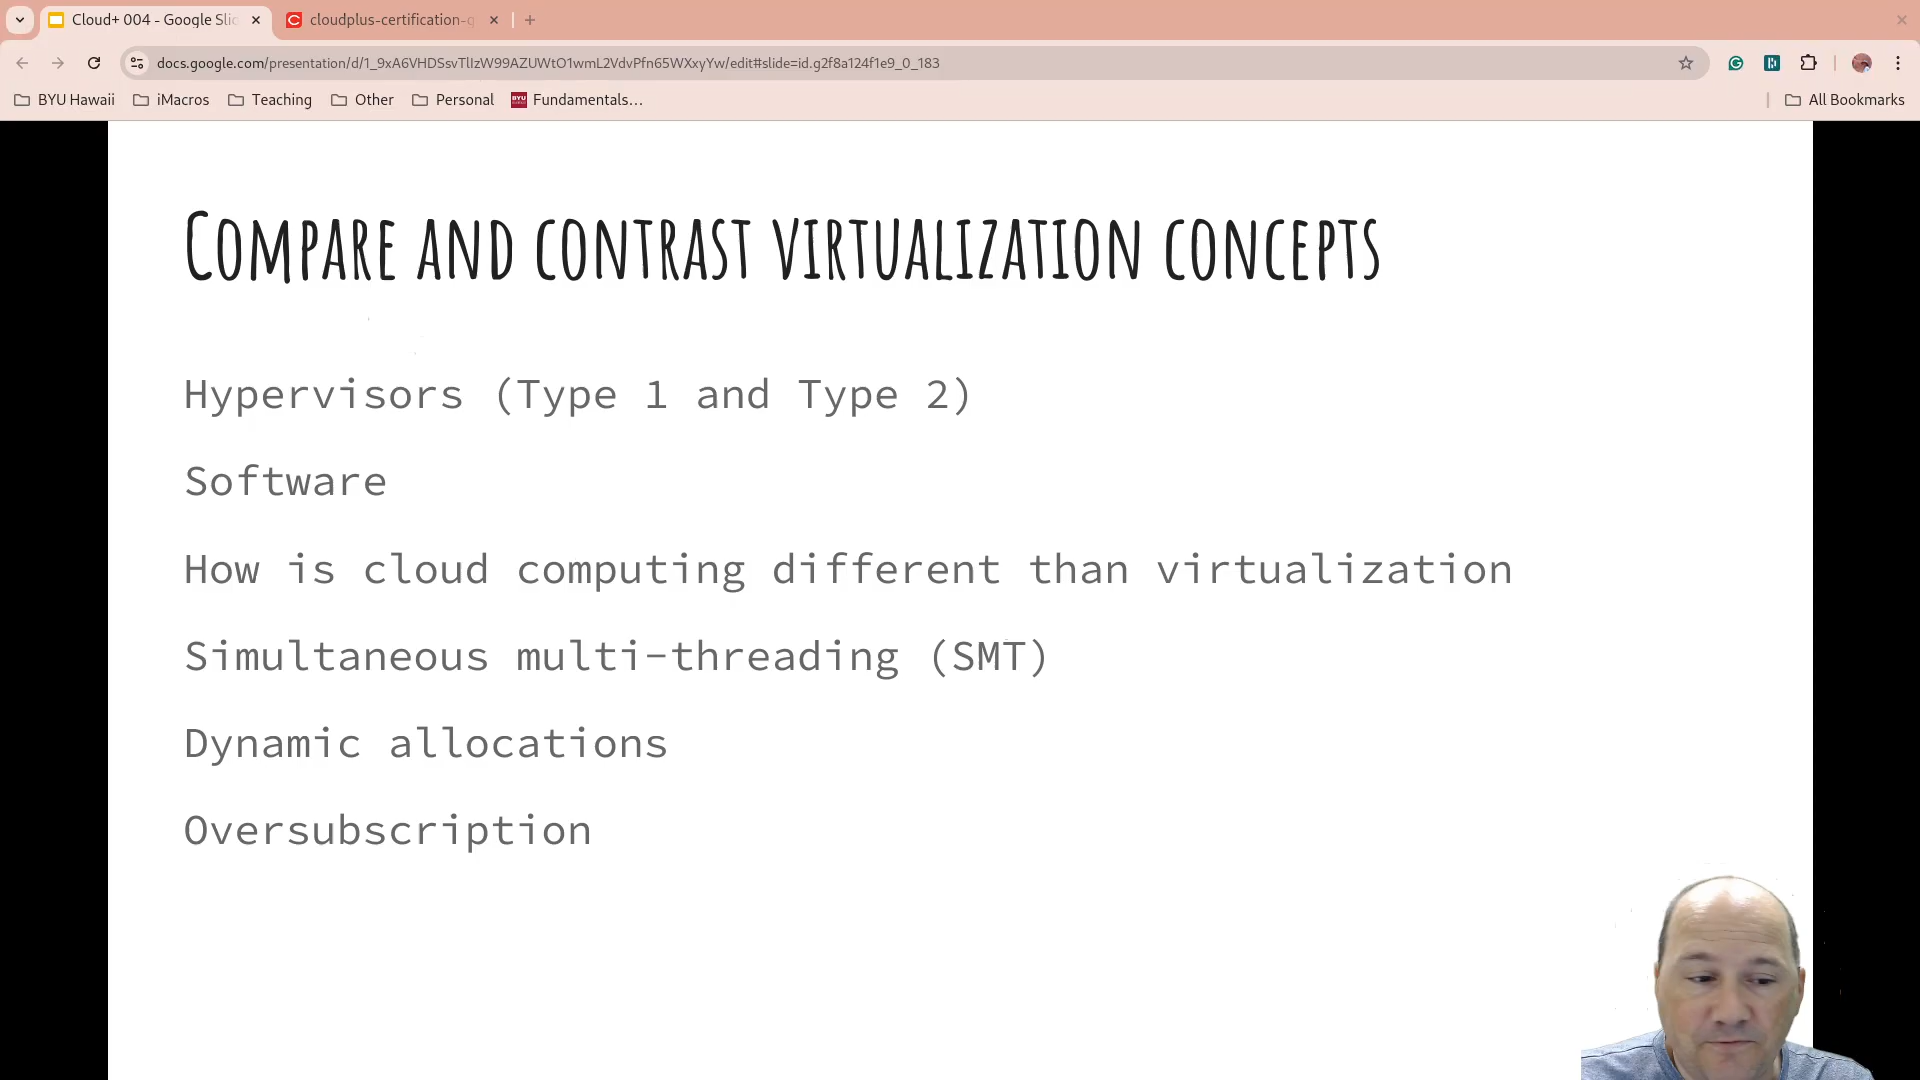 Cloud+ 004 - Google Slid
cloudplus-certification-q
docs.google.com/presentation/d/1_9xA6VHDSsvTlIzW99AZUWtO1wmL2VdvPfn65WXxyYw/edit#slide=id.g2f8a124f1e9_0_183
BYU Hawaii
iMacros
Teaching
Other
Personal
Fundamentals…
All Bookmarks
Compare and contrast virtualization concepts
Hypervisors (Type 1 and Type 2)
Software
How is cloud computing different than virtualization
Simultaneous multi-threading (SMT)
Dynamic allocations
Oversubscription